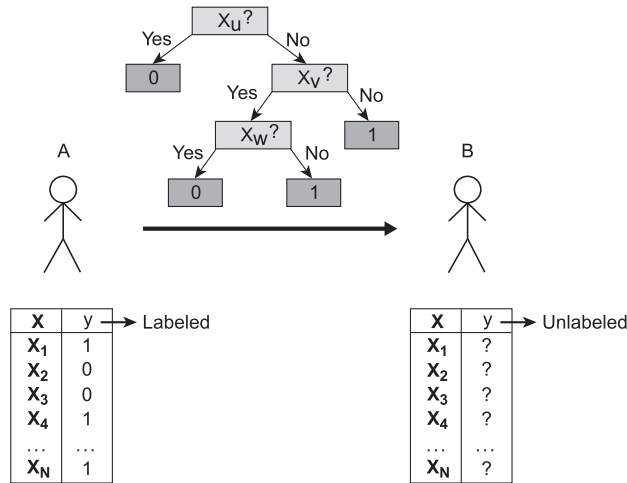 Xu?
Yes No
0 Xv?
Yes No
Xw? 1
A Yes No B
0 1
X y Labeled
X1 1
X2 0
X3 0
X4 1
... ...
XN 1
X y Unlabeled
X1 ?
X2 ?
X3 ?
X4 ?
... ...
XN ?